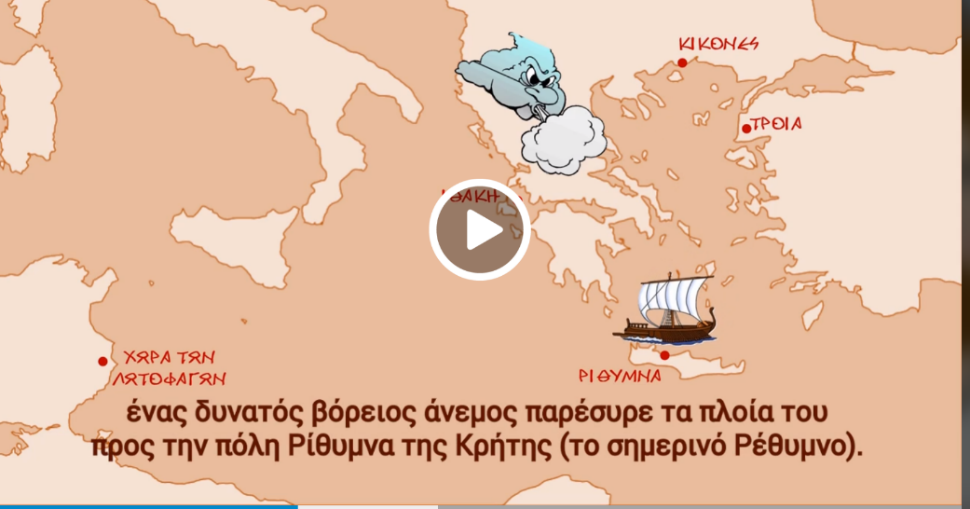 ΚΙΚΟΝΕΣ
ΤΡΟΙΑ
ΙΘΑΚΗ
ΧΩΡΑ ΤΩΝ
ΛΩΤΟΦΑΓΩΝ
ΡΙΘΥΜΝΑ
ένας δυνατός βόρειος άνεμος παρέσυρε τα πλοία του
προς την πόλη Ρίθυμνα της Κρήτης (το σημερινό Ρέθυμνο).